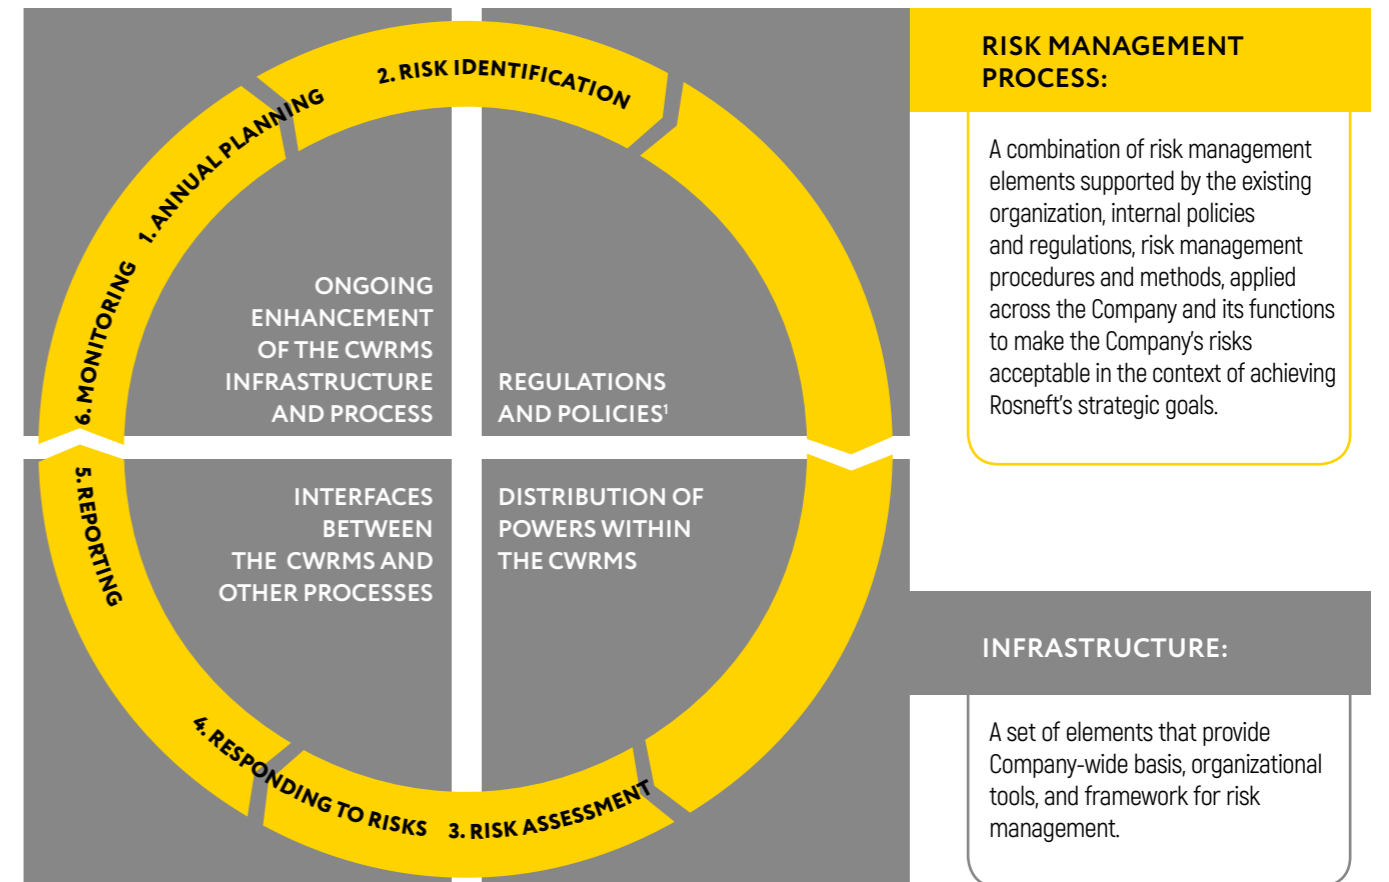 1. ANNUAL PLANNING
2. RISK IDENTIFICATION
3. RISK ASSESSMENT
4. RESPONDING TO RISKS
5. REPORTING
6. MONITORING
ONGOING
ENHANCEMENT
OF THE CWRMS
INFRASTRUCTURE
AND PROCESS
REGULATIONS
AND POLICIES¹
INTERFACES
BETWEEN
THE CWRMS AND
OTHER PROCESSES
DISTRIBUTION OF
POWERS WITHIN
THE CWRMS
RISK MANAGEMENT
PROCESS:
A combination of risk management
elements supported by the existing
organization, internal policies
and regulations, risk management
procedures and methods, applied
across the Company and its functions
to make the Company's risks
acceptable in the context of achieving
Rosneft's strategic goals.
INFRASTRUCTURE:
A set of elements that provide
Company-wide basis, organizational
tools, and framework for risk
management.